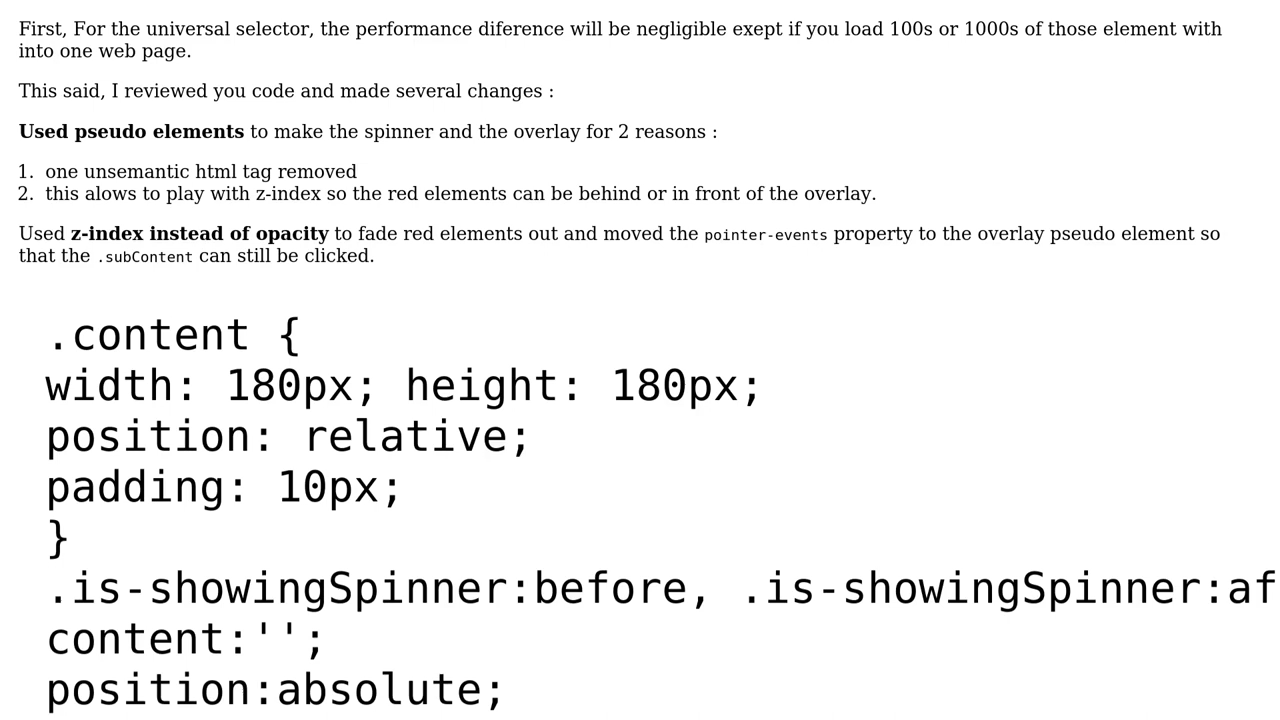 First, For the universal selector, the performance diference will be negligible exept if you load 100s or 1000s of those element with
into one web page.
This said, I reviewed you code and made several changes :
Used pseudo elements to make the spinner and the overlay for 2 reasons :
1. one unsemantic html tag removed
2. this alows to play with z-index so the red elements can be behind or in front of the overlay.
Used z-index instead of opacity to fade red elements out and moved the pointer-events property to the overlay pseudo element so
that the .subContent can still be clicked.
.content {
width: 180px; height: 180px;
position: relative;
padding: 10px;
}
.is-showingSpinner:before, .is-showingSpinner:af
content:'';
position:absolute;